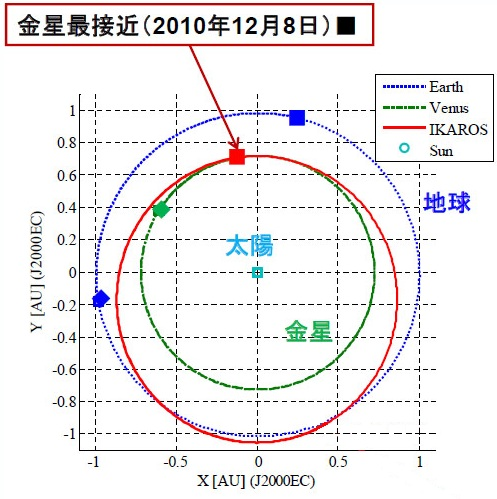 金星最接近(2010年12月8日)■
Earth
Venus
IKAROS
Sun
地球
太陽
金星
1
0.8
0.6
0.4
0.2
0
-0.2
-0.4
-0.6
-0.8
-1
Y [AU] (J2000EC)
-1 -0.5 0 0.5 1
X [AU] (J2000EC)